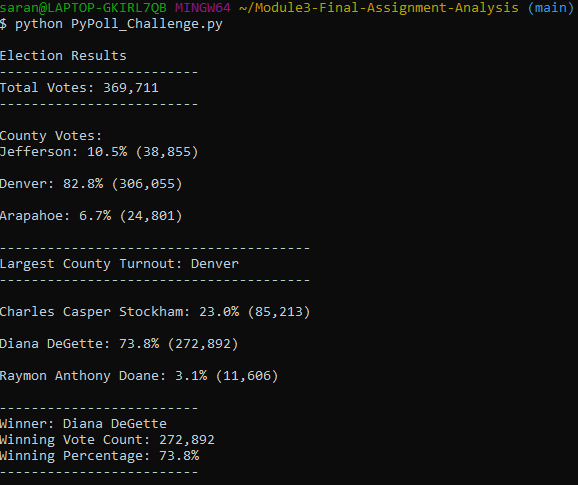 saran@LAPTOP-GKIRL7QB MINGW64 ~/Module3-Final-Assignment-Analysis (main)
$ python PyPoll_Challenge.py
Election Results
-------------------------
Total Votes: 369,711
-------------------------
County Votes:
Jefferson: 10.5% (38,855)
Denver: 82.8% (306,055)
Arapahoe: 6.7% (24,801)
---------------------------------------
Largest County Turnout: Denver
---------------------------------------
Charles Casper Stockham: 23.0% (85,213)
Diana DeGette: 73.8% (272,892)
Raymon Anthony Doane: 3.1% (11,606)
-------------------------
Winner: Diana DeGette
Winning Vote Count: 272,892
Winning Percentage: 73.8%
-------------------------